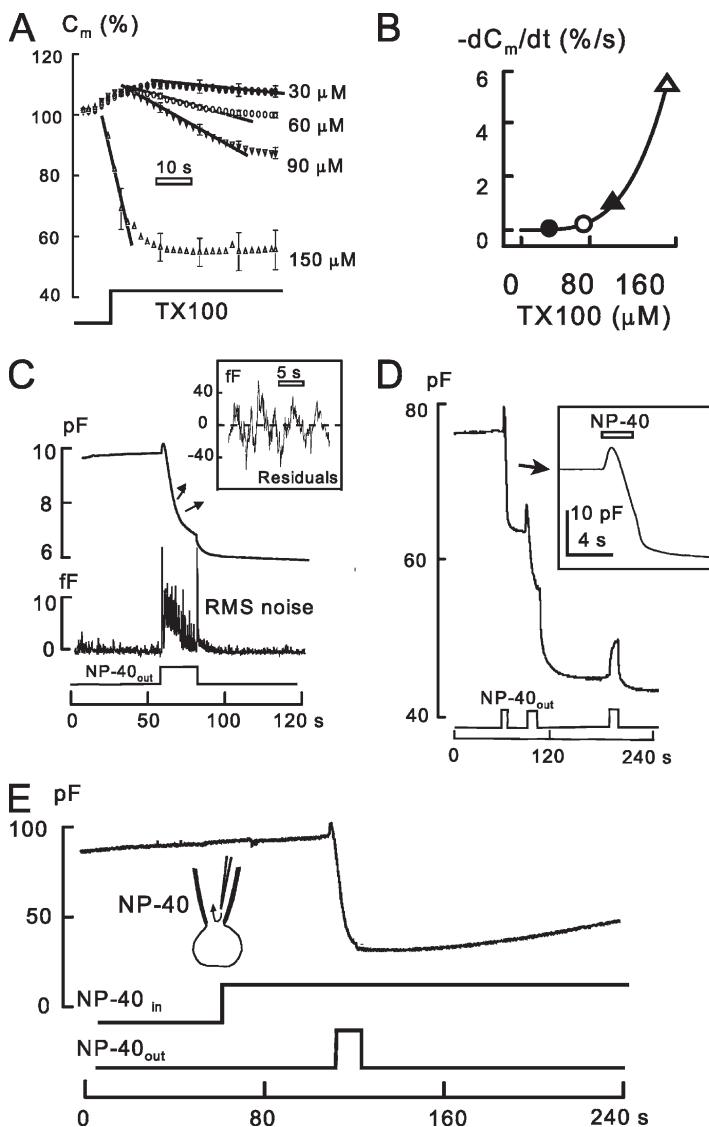 A
Cm (%)
120
100
80
60
40
30 µM
60 µM
90 µM
10 s
150 µM
TX100
B
-dCm/dt (%/s)
6
4
2
0
0 80 160
TX100 (µM)
C
pF
10
8
6
fF
5 s
40
0
-40
Residuals
fF
10
0
RMS noise
NP-40out
0 50 100 120 s
D
pF
80
60
40
NP-40
10 pF
4 s
NP-40out
0 120 240 s
E
pF
100
50
0
NP-40
NP-40 in
NP-40out
0 80 160 240 s